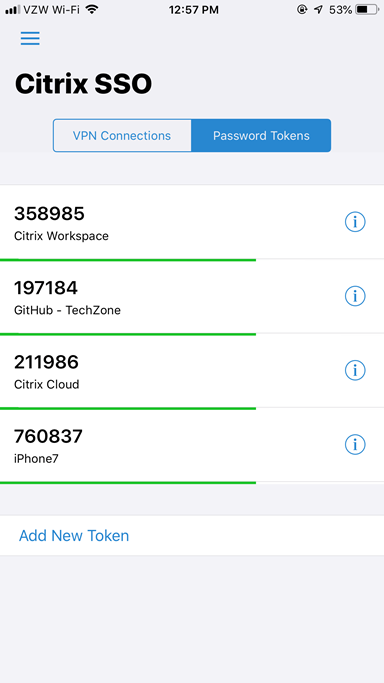 VZW Wi-Fi 12:57 PM 53%
Citrix SSO
VPN Connections Password Tokens
358985
Citrix Workspace
197184
GitHub - TechZone
211986
Citrix Cloud
760837
iPhone7
Add New Token